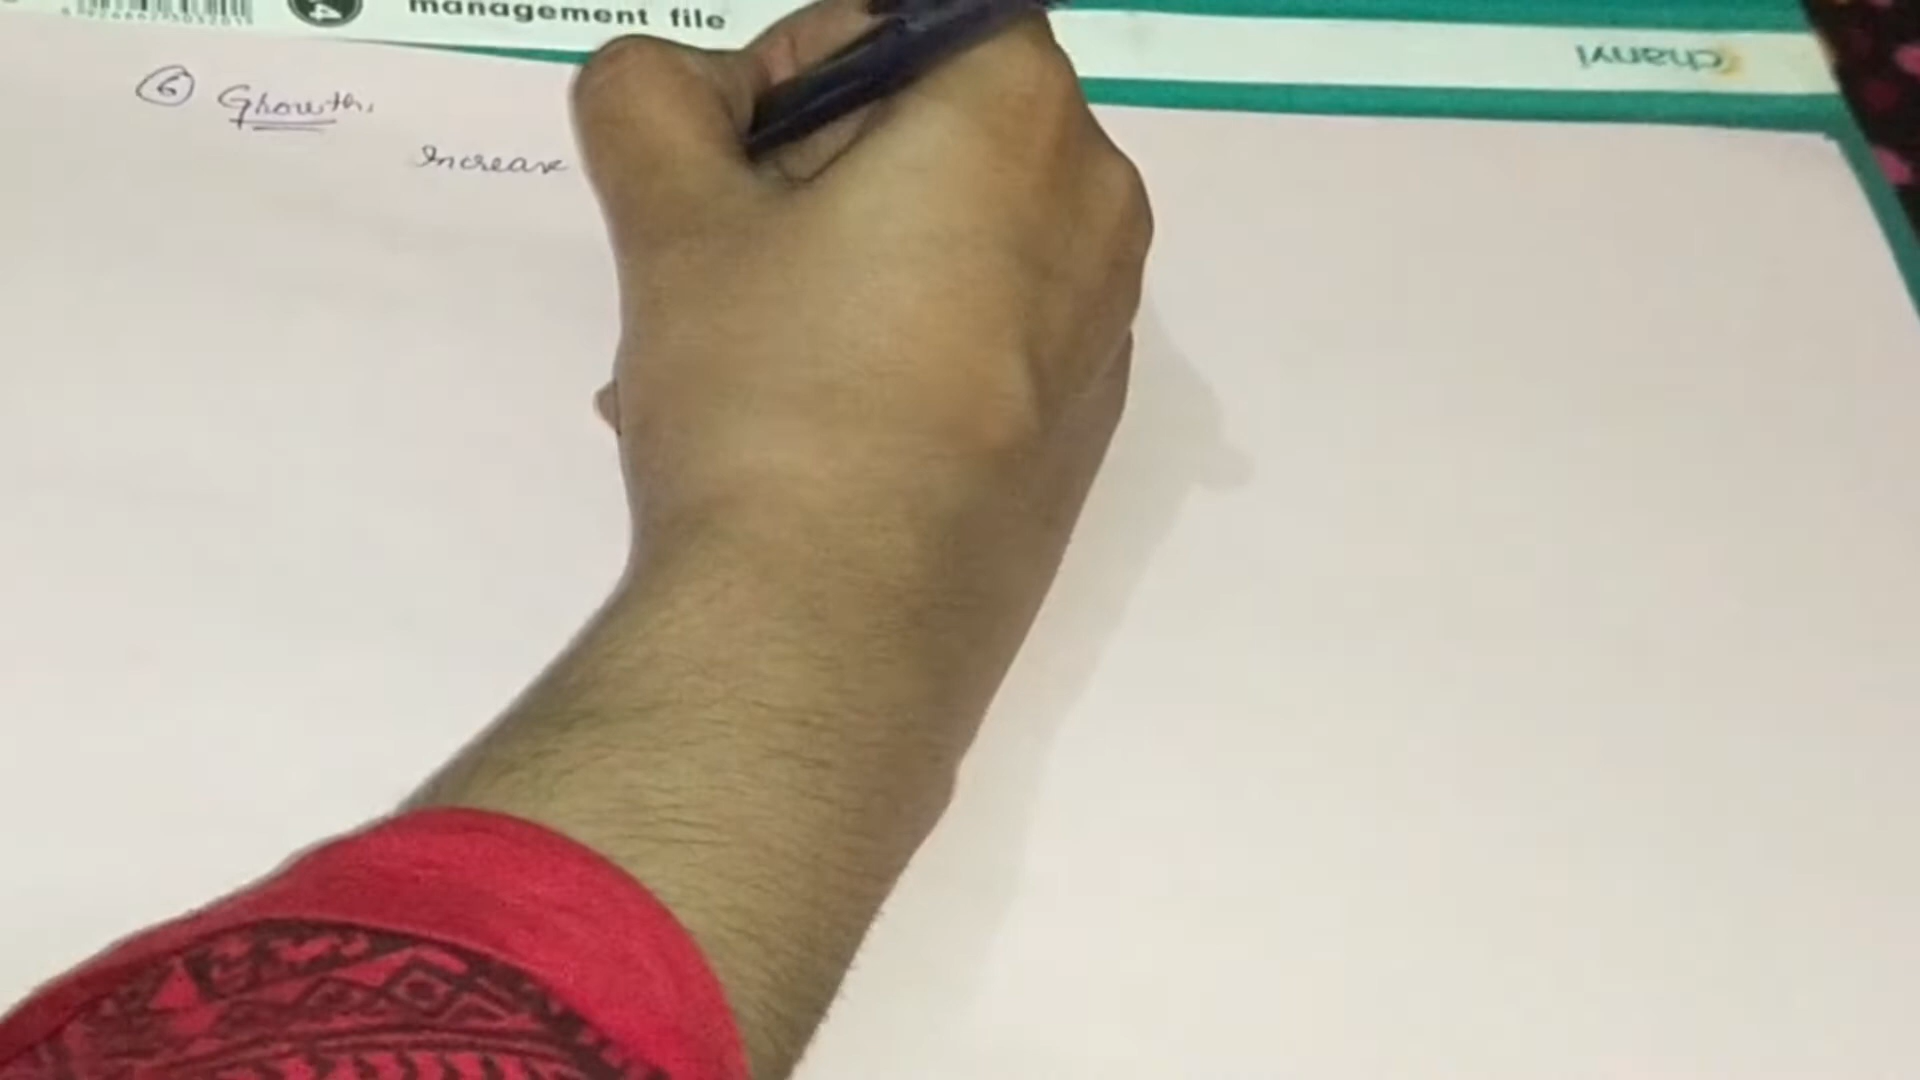 management file
chanvi
6 Growth.
Increase